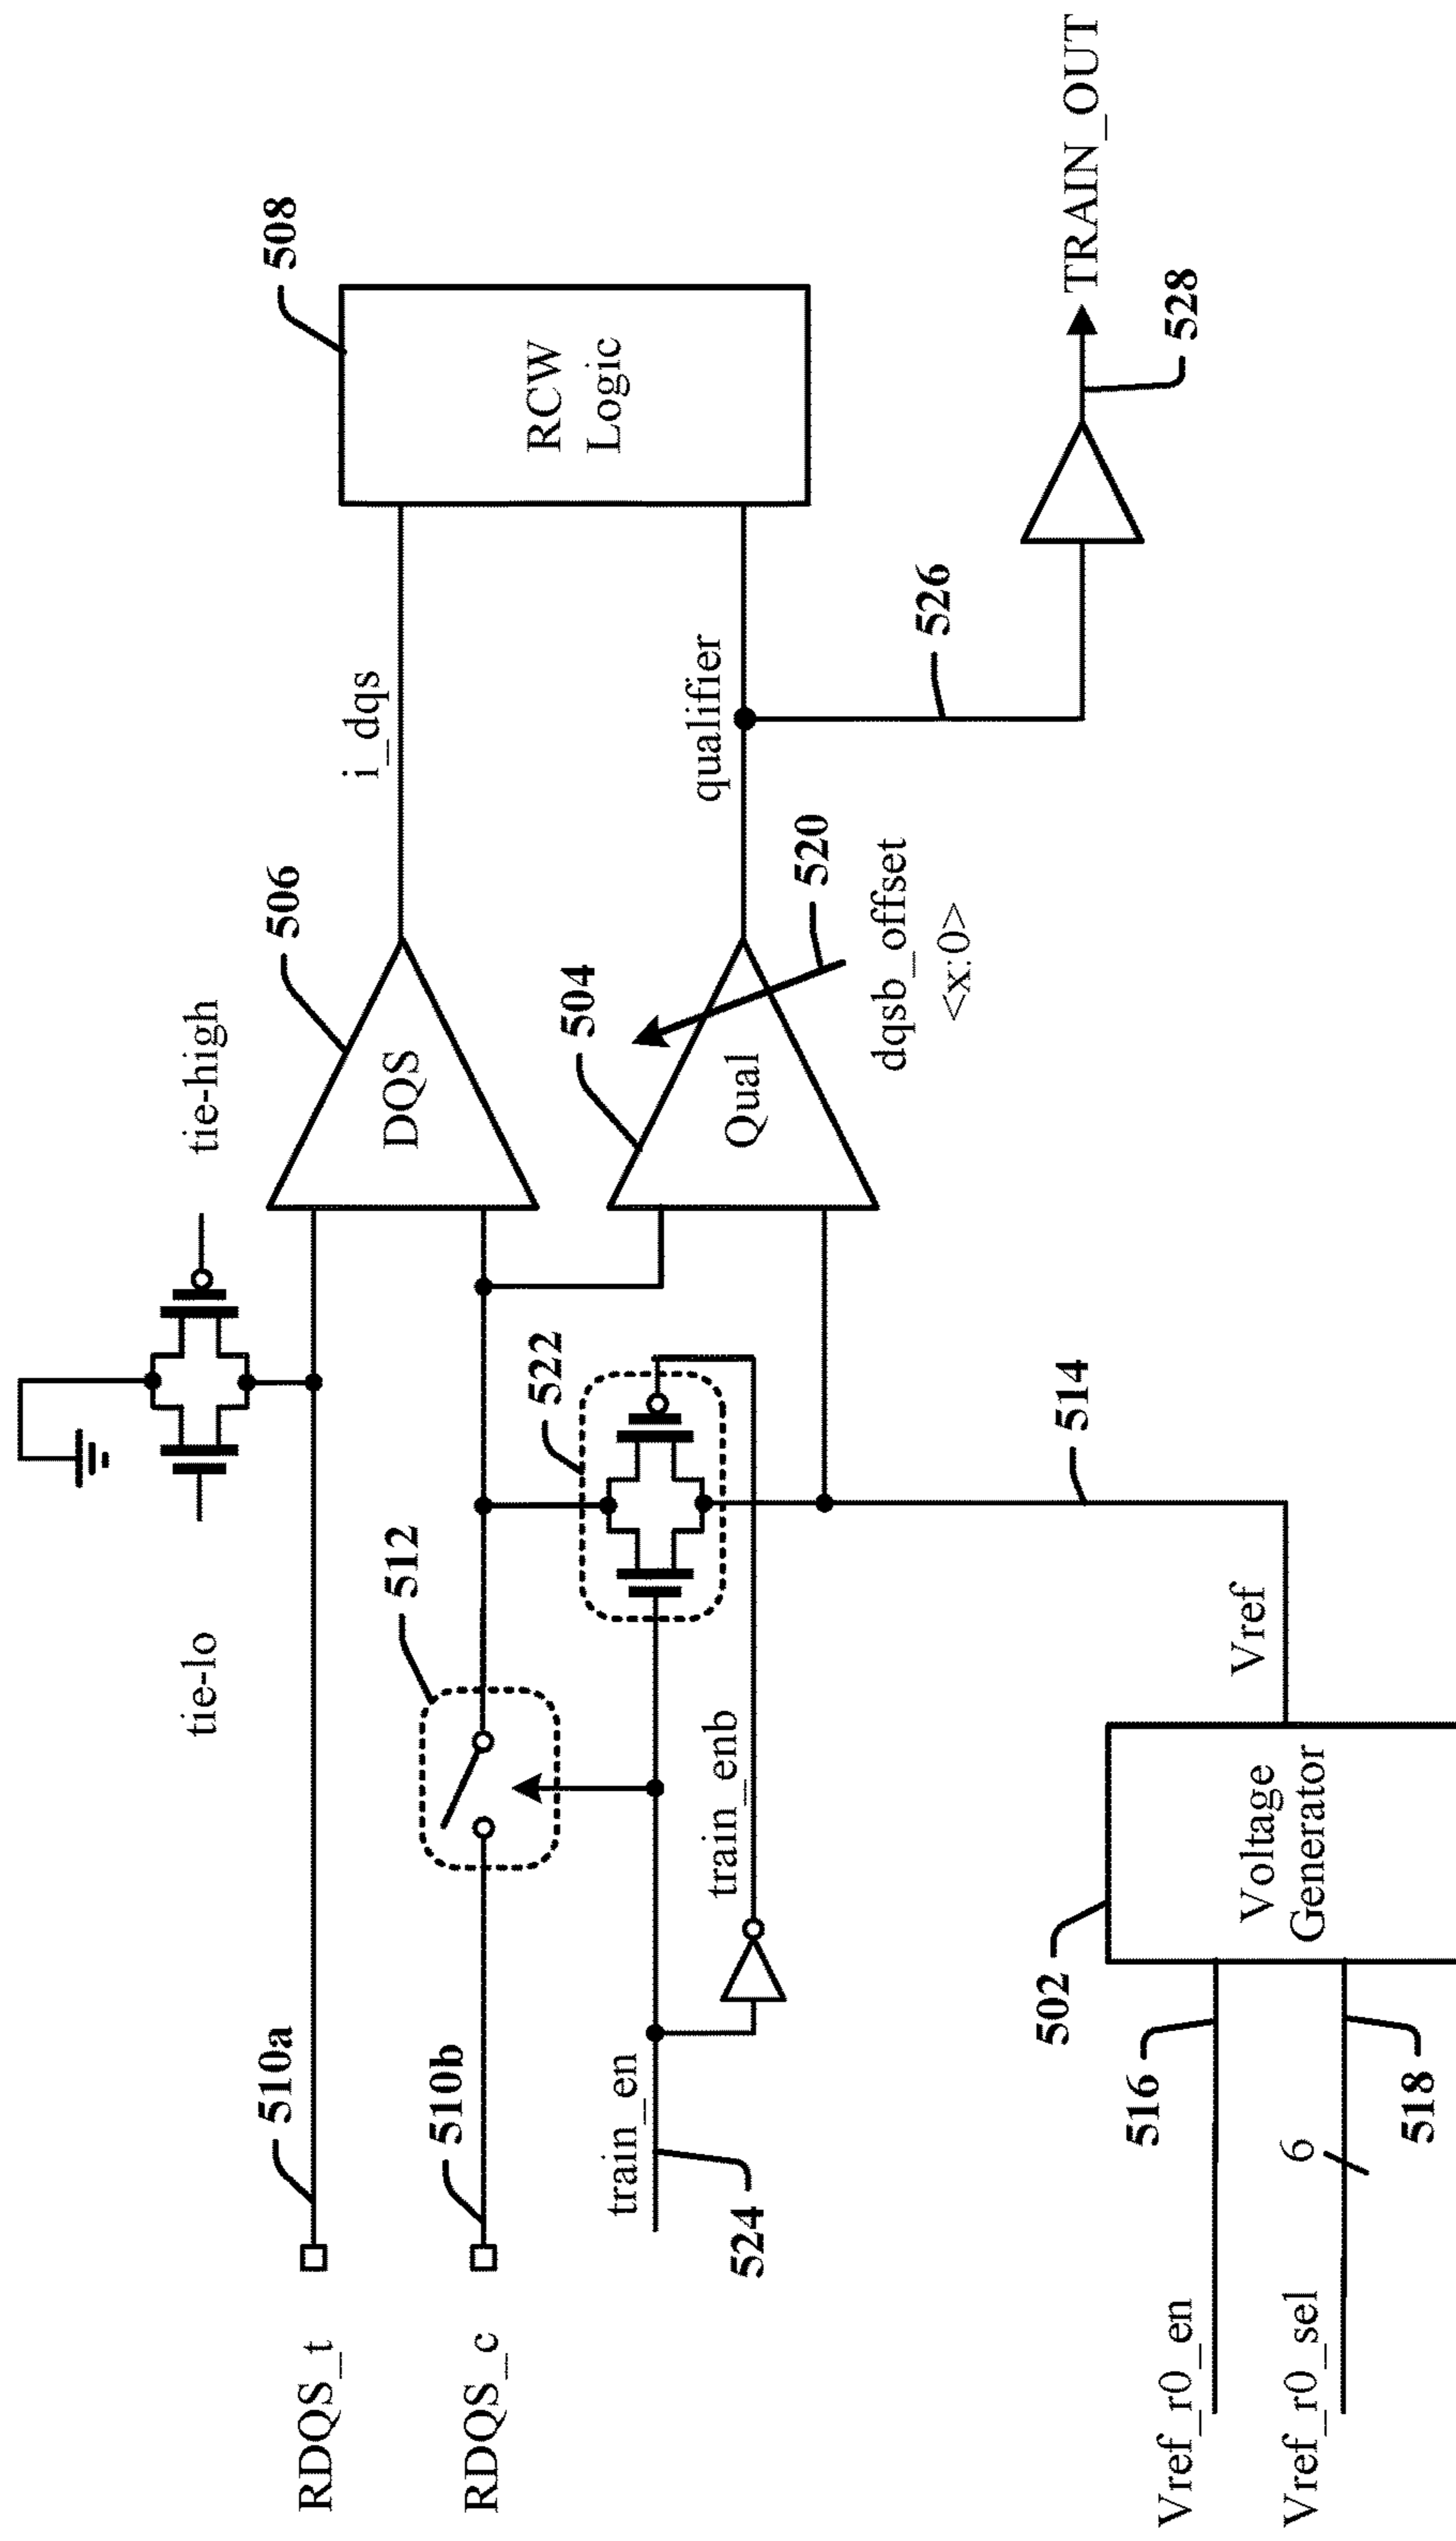 RDQS_t
510a
tie-lo
tie-high
506
DQS
i_dqs
508
RCW
Logic
RDQS_c
510b
512
522
504
Qual
qualifier
520
dqsb_offset
<x:0>
train_en
524
train_enb
526
528
TRAIN_OUT
514
Vref
502
Voltage
Generator
Vref_r0_en
516
Vref_r0_sel
6
518